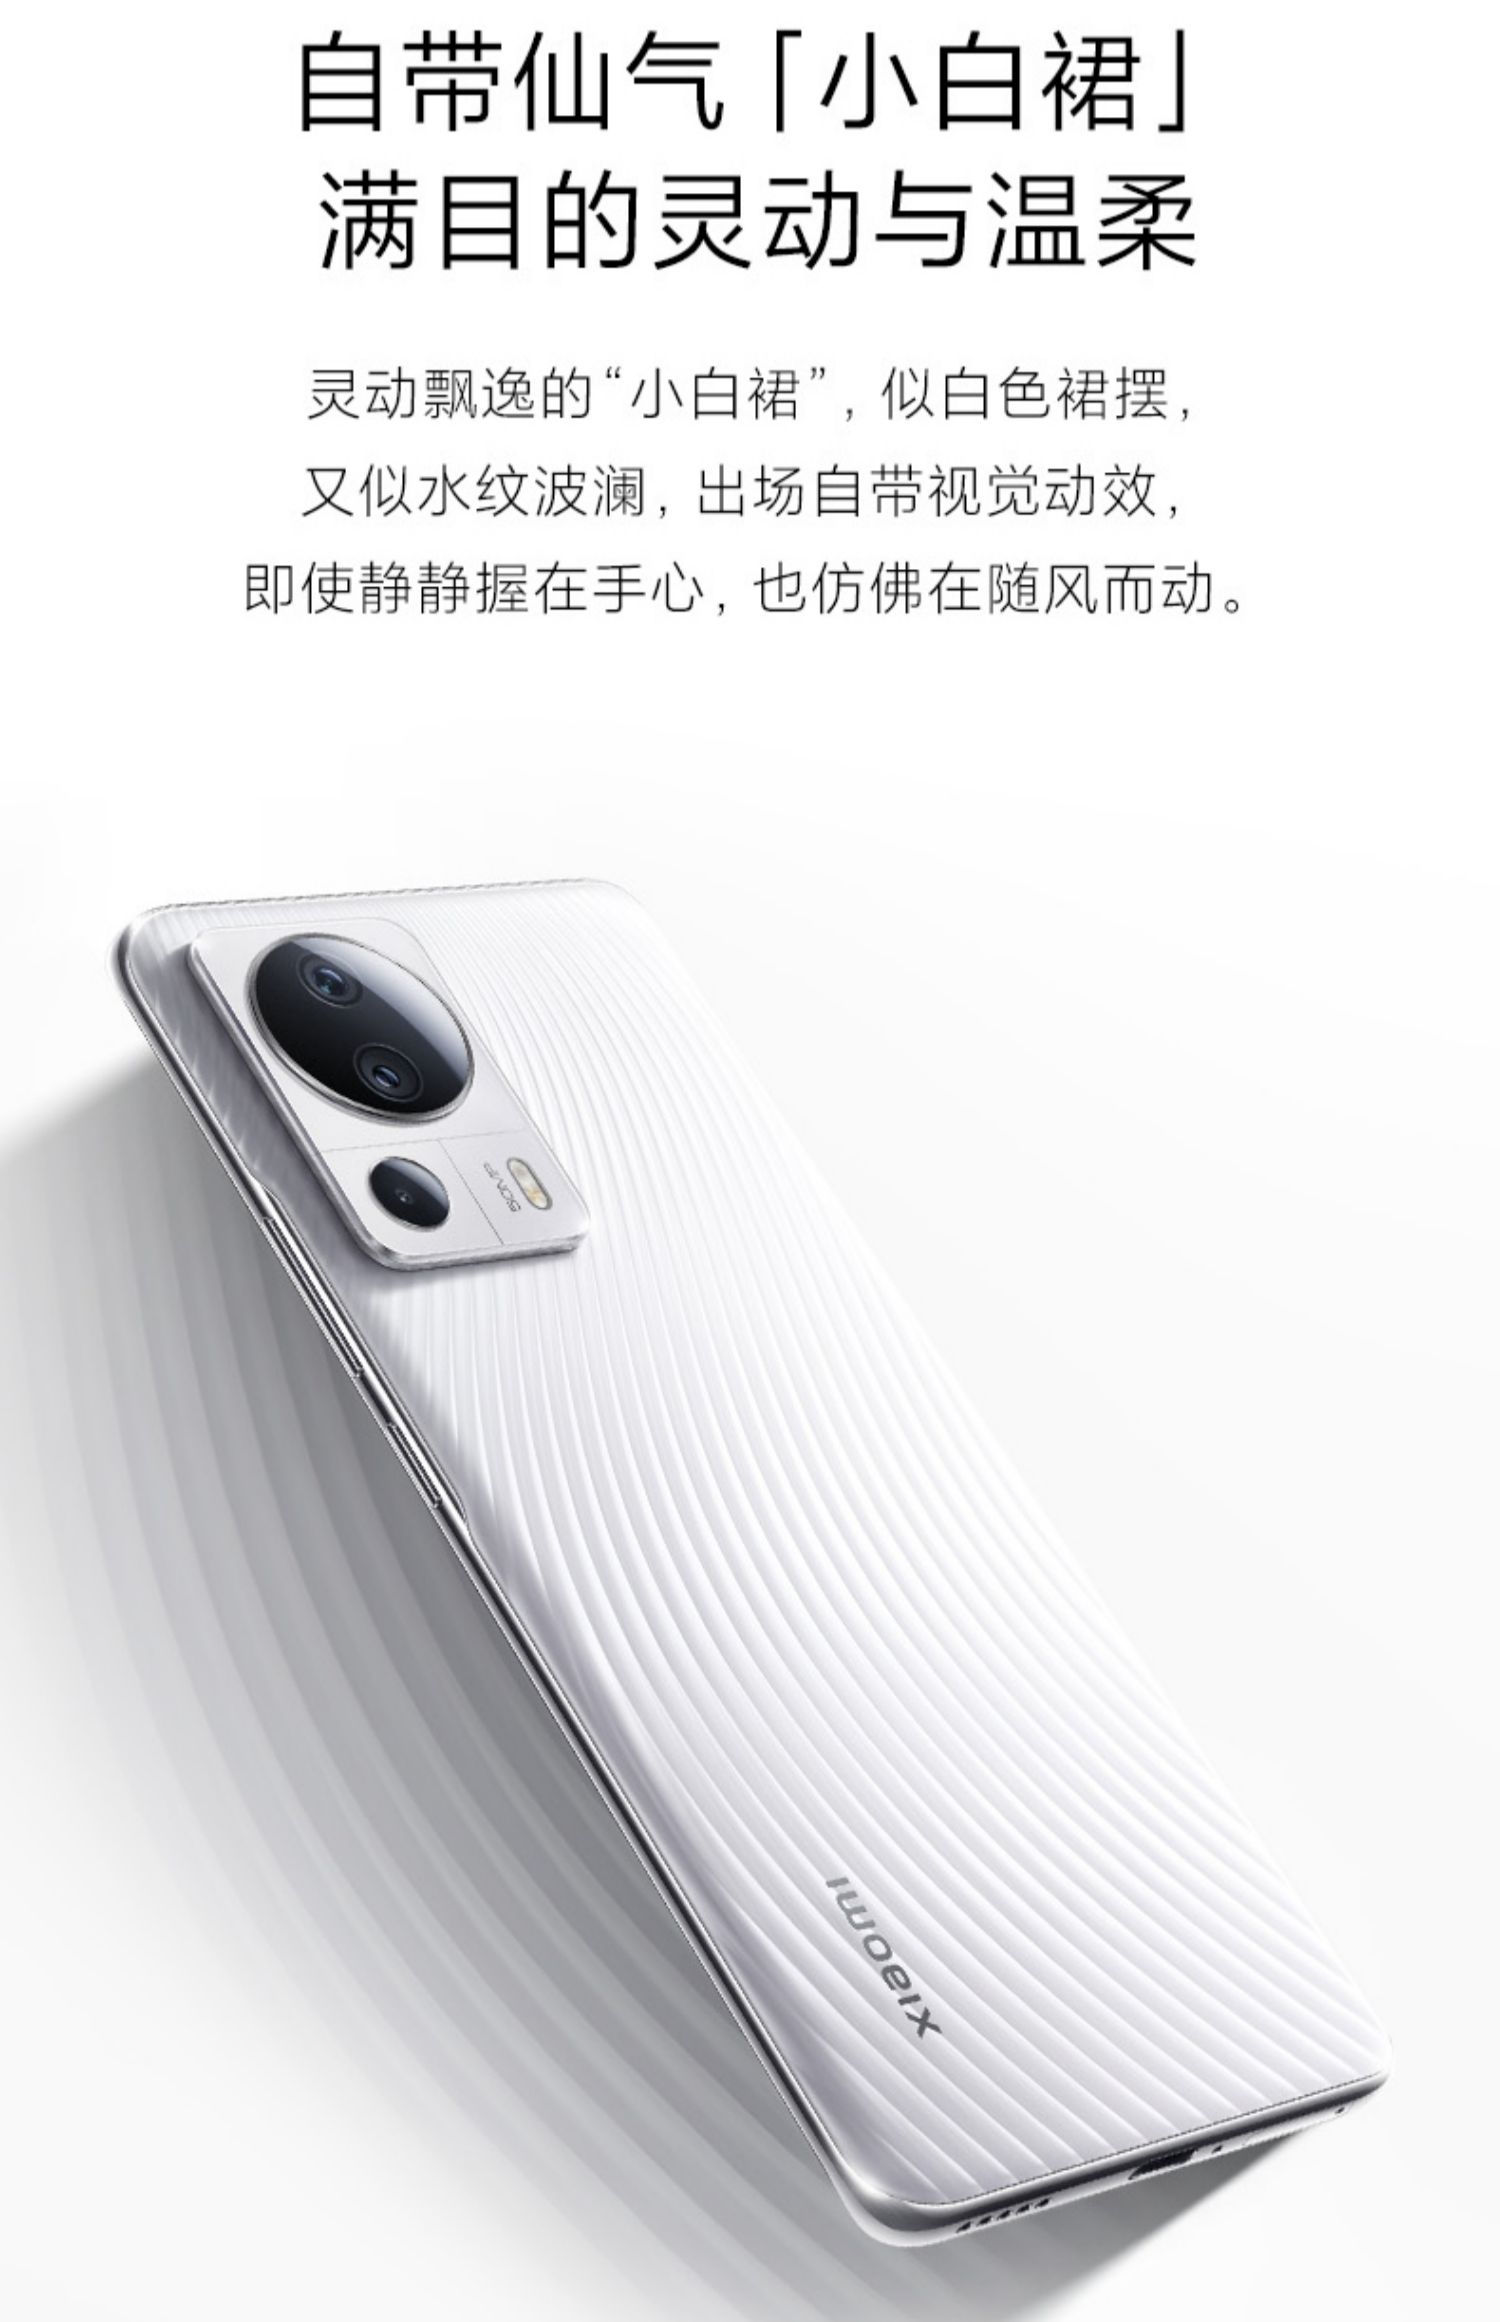 自带仙气「小白裙」
满目的灵动与温柔
灵动飘逸的“小白裙”，似白色裙摆，
又似水纹波澜，出场自带视觉动效，
即使静静握在手心，也仿佛在随风而动。
50MP
xiaomi